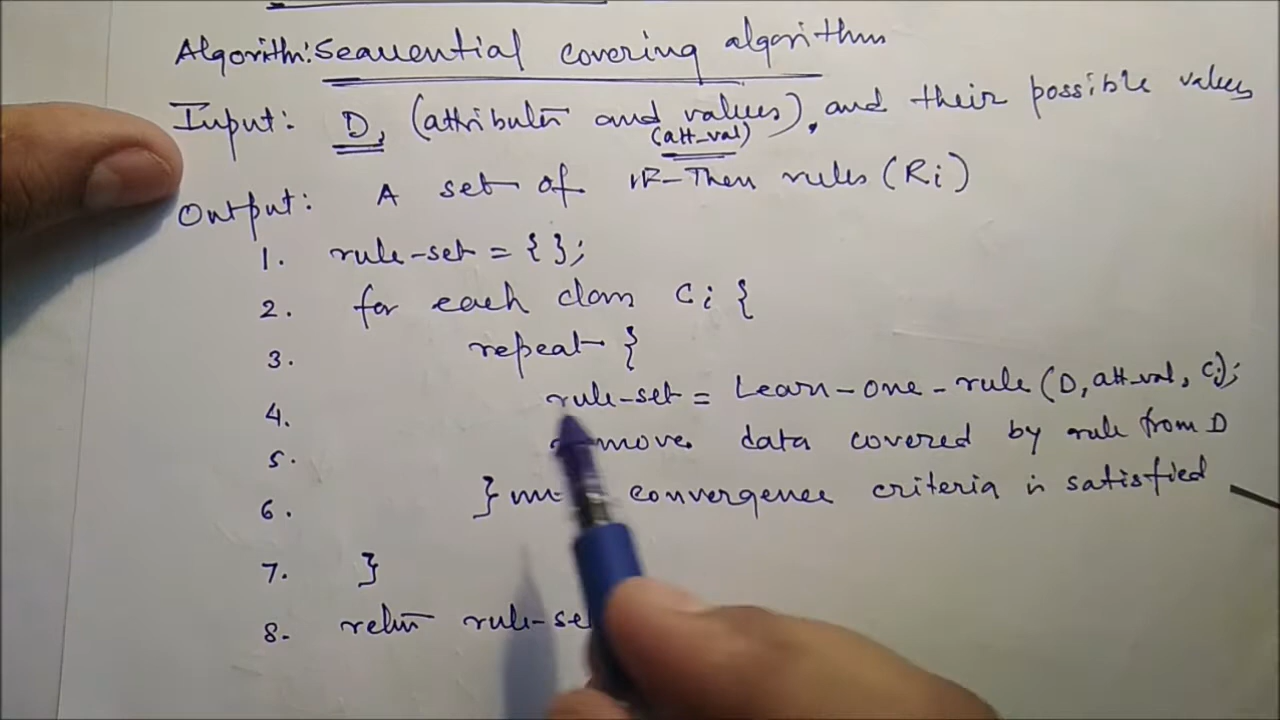 Algorithm: Sequential covering algorithm
Input: D, (attributes and values), and their possible values
(att_val)
Output: A set of IF-Then rules (Ri)
1. rule-set = { };
2. for each class Ci {
3. repeat {
4. rule-set = Learn-one-rule (D, att_val, Ci);
5. move data covered by rule from D
6. } convergence criteria is satisfied
7. }
8. return rule-se